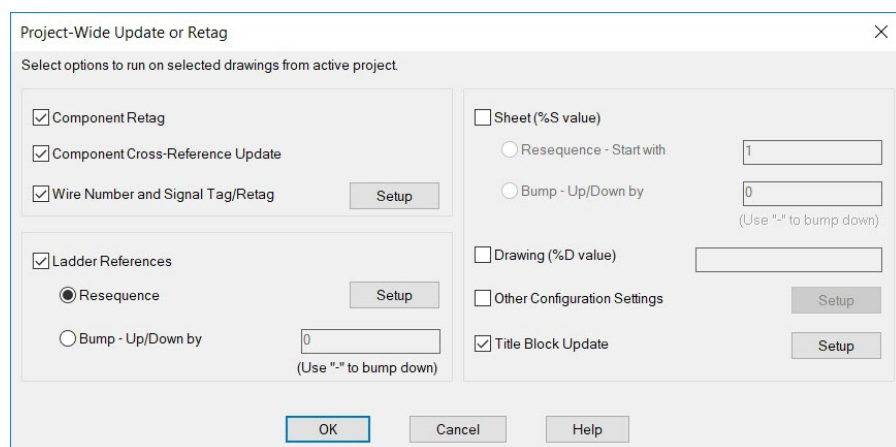 Project-Wide Update or Retag
Select options to run on selected drawings from active project.
Component Retag
Component Cross-Reference Update
Wire Number and Signal Tag/Retag
Setup
Ladder References
Resequence
Setup
Bump - Up/Down by
0
(Use "-" to bump down)
Sheet (%S value)
Resequence - Start with
1
Bump - Up/Down by
0
(Use "-" to bump down)
Drawing (%D value)
Other Configuration Settings
Setup
Title Block Update
Setup
OK
Cancel
Help